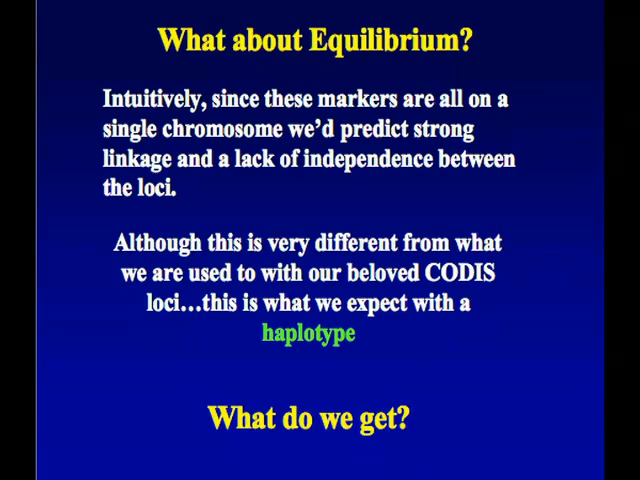 What about Equilibrium?
Intuitively, since these markers are all on a
single chromosome we'd predict strong
linkage and a lack of independence between
the loci.
Although this is very different from what
we are used to with our beloved CODIS
loci…this is what we expect with a
haplotype
What do we get?